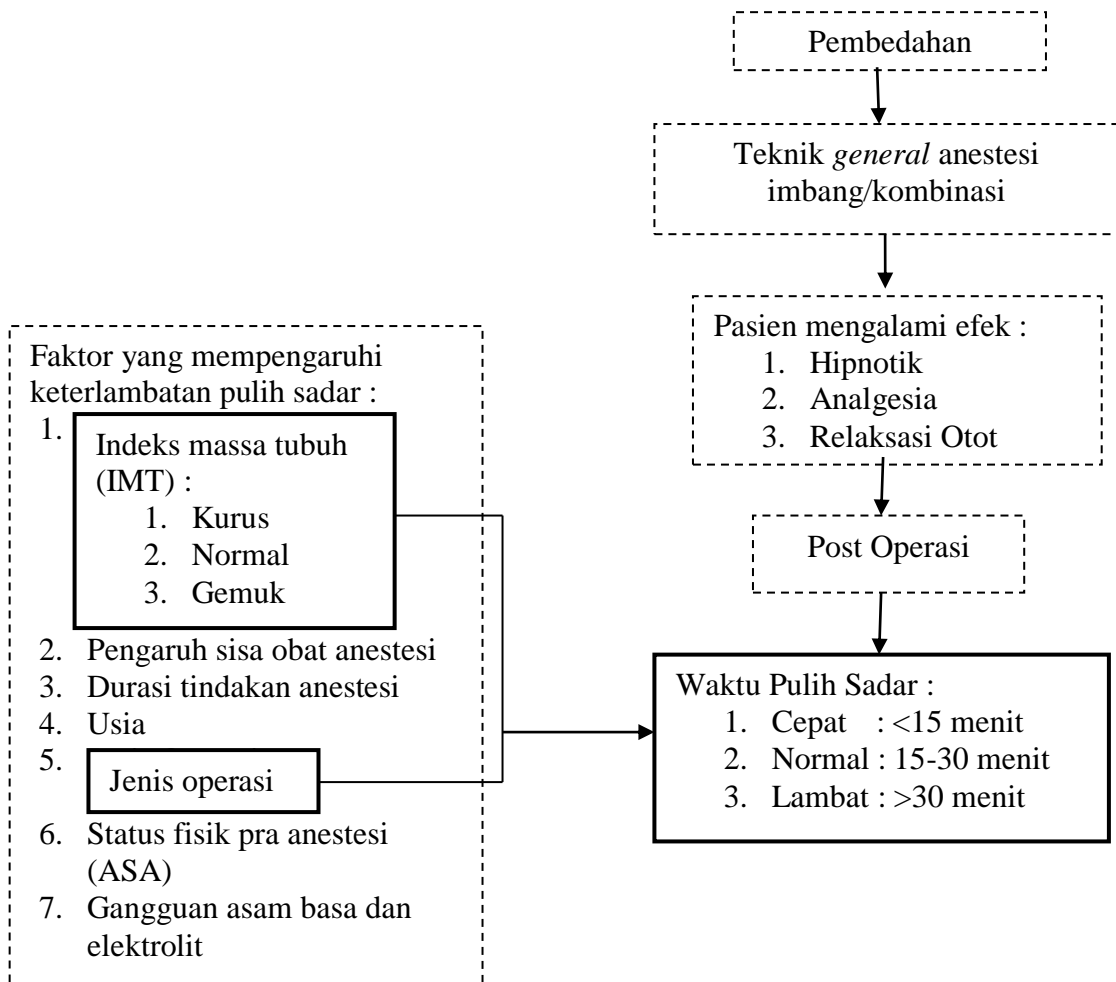 Pembedahan
Teknik general anestesi
imbang/kombinasi
Pasien mengalami efek :
1. Hipnotik
2. Analgesia
3. Relaksasi Otot
Post Operasi
Faktor yang mempengaruhi
keterlambatan pulih sadar :
1.
Indeks massa tubuh
(IMT) :
1. Kurus
2. Normal
3. Gemuk
2. Pengaruh sisa obat anestesi
3. Durasi tindakan anestesi
4. Usia
5.
Jenis operasi
6. Status fisik pra anestesi
(ASA)
7. Gangguan asam basa dan
elektrolit
Waktu Pulih Sadar :
1. Cepat : <15 menit
2. Normal : 15-30 menit
3. Lambat : >30 menit